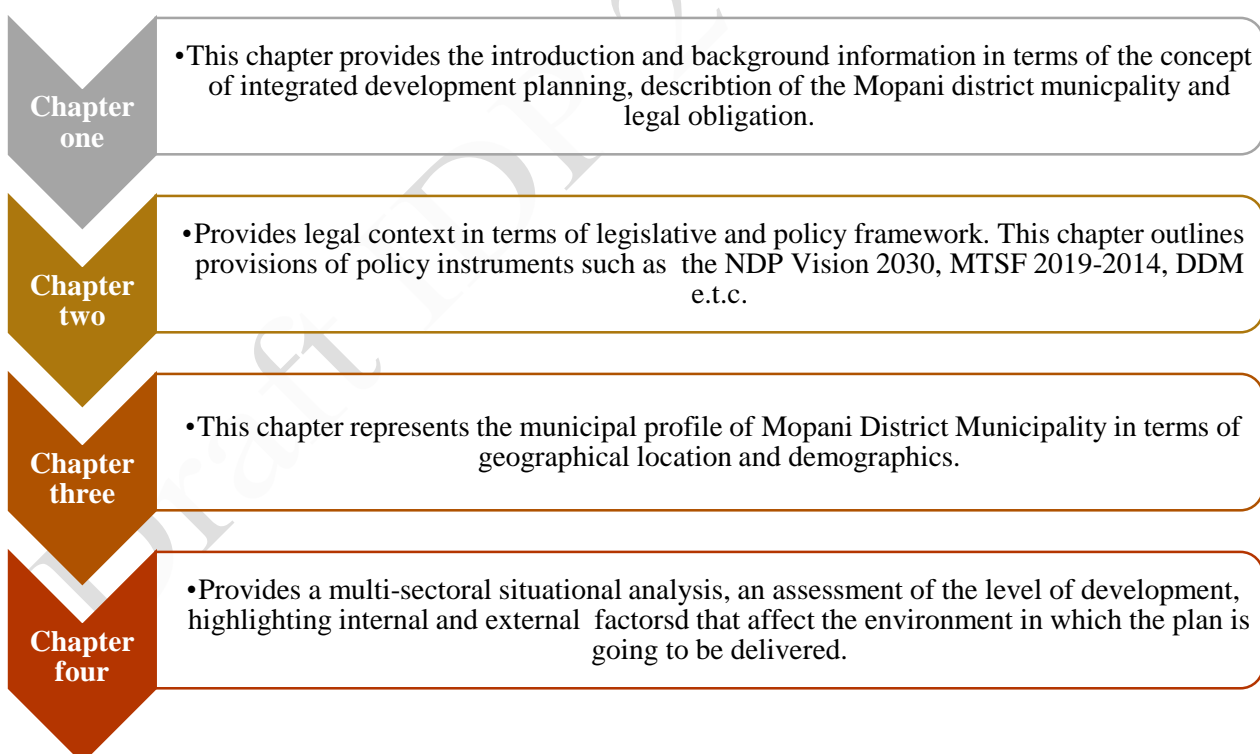 Chapter
one
•This chapter provides the introduction and background information in terms of the concept
of integrated development planning, describtion of the Mopani district municpality and
legal obligation.
Chapter
two
•Provides legal context in terms of legislative and policy framework. This chapter outlines
provisions of policy instruments such as the NDP Vision 2030, MTSF 2019-2014, DDM
e.t.c.
Chapter
three
•This chapter represents the municipal profile of Mopani District Municipality in terms of
geographical location and demographics.
Chapter
four
•Provides a multi-sectoral situational analysis, an assessment of the level of development,
highlighting internal and external factorsd that affect the environment in which the plan is
going to be delivered.
Draft IDP 2